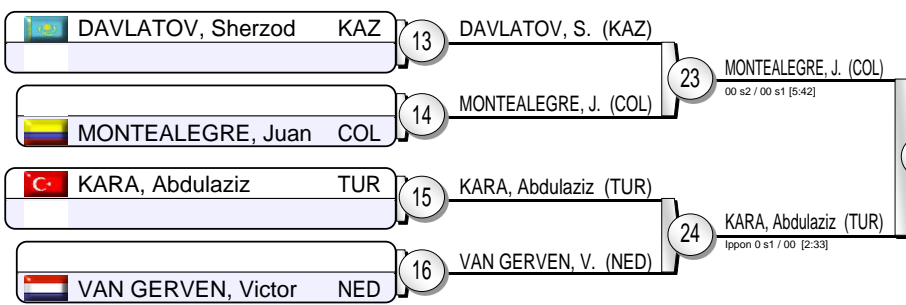 DAVLATOV, Sherzod KAZ
13
DAVLATOV, S. (KAZ)
23
MONTEALEGRE, J. (COL)
00 s2 / 00 s1 [5:42]
14
MONTEALEGRE, J. (COL)
MONTEALEGRE, Juan COL
KARA, Abdulaziz TUR
15
KARA, Abdulaziz (TUR)
24
KARA, Abdulaziz (TUR)
Ippon 0 s1 / 00 [2:33]
16
VAN GERVEN, V. (NED)
VAN GERVEN, Victor NED